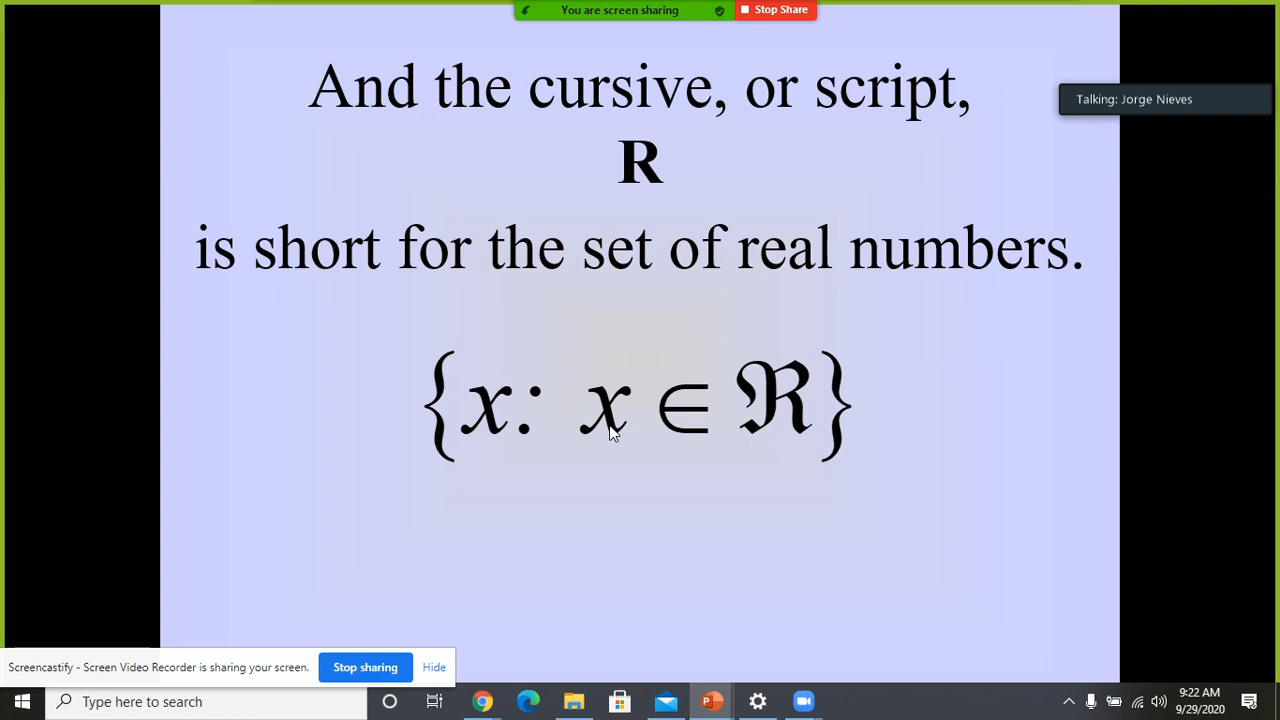 You are screen sharing
Stop Share
And the cursive, or script,
Talking: Jorge Nieves
R
is short for the set of real numbers.
{x: x ∈ ℜ}
Screencastify - Screen Video Recorder is sharing your screen.
Stop sharing
Hide
Type here to search
9:22 AM
9/29/2020